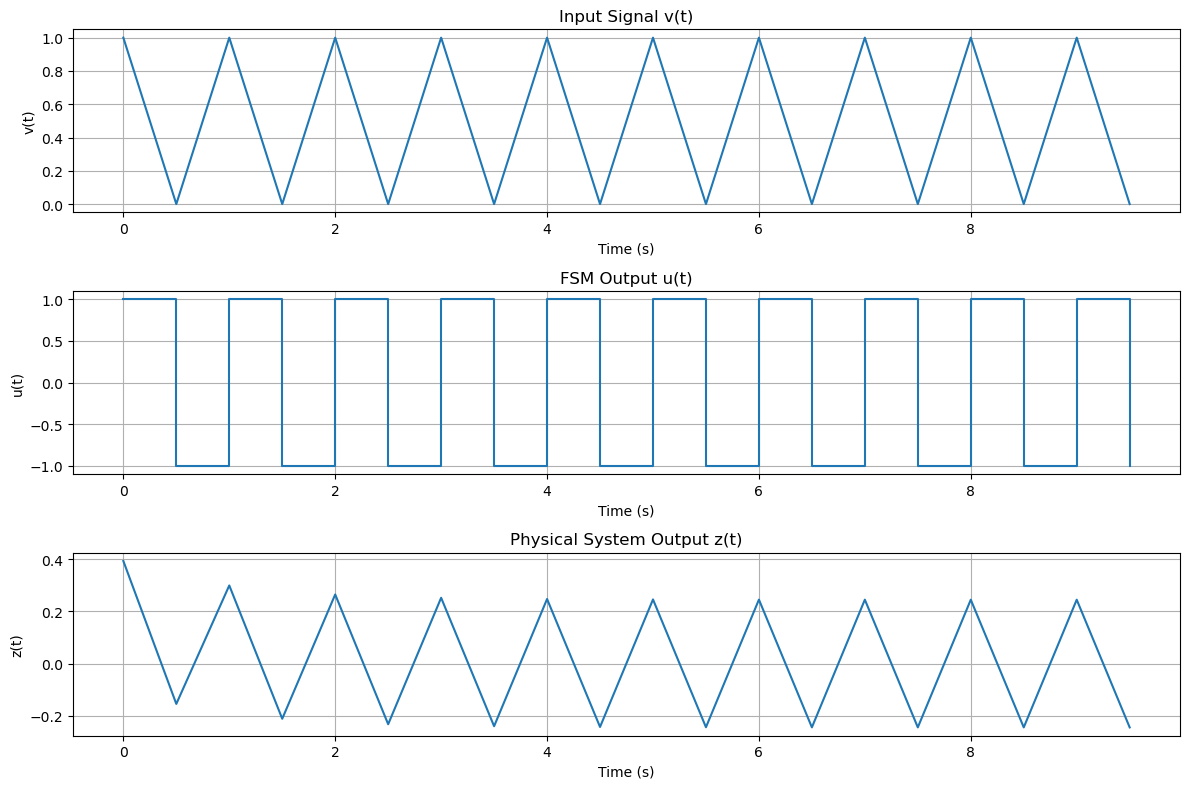 Input Signal v(t)
1.0
0.8
0.6
0.4
0.2
0.0
v(t)
0 2 4 6 8
Time (s)
FSM Output u(t)
1.0
0.5
0.0
−0.5
−1.0
u(t)
0 2 4 6 8
Time (s)
Physical System Output z(t)
0.4
0.2
0.0
−0.2
z(t)
0 2 4 6 8
Time (s)